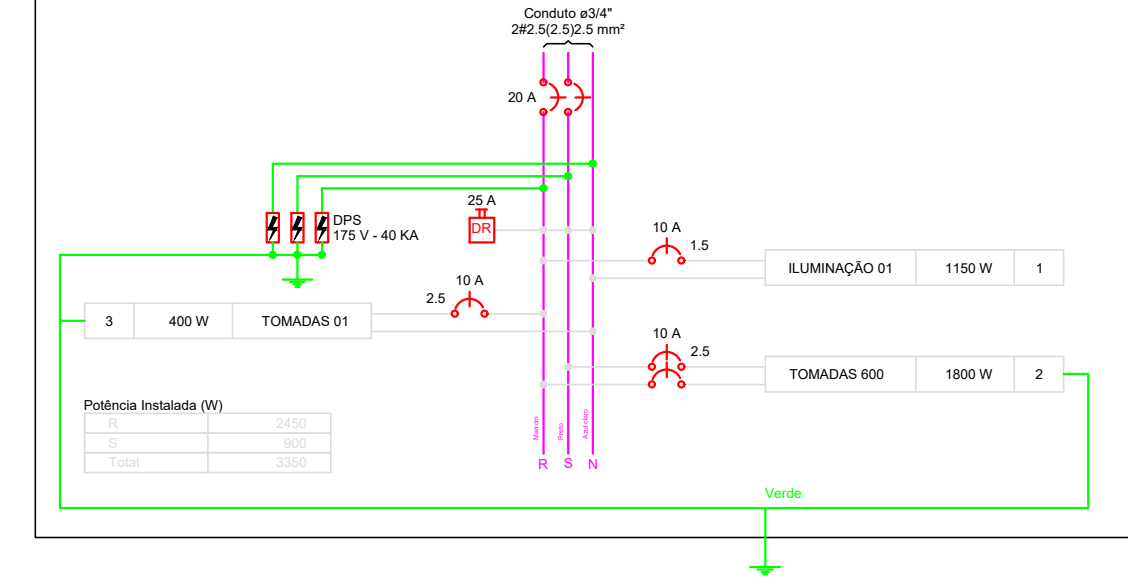 Conduto ø3/4"
2#2.5(2.5)2.5 mm²
20 A
25 A
DR
DPS
175 V - 40 KA
10 A
1.5
ILUMINAÇÃO 01 1150 W 1
10 A
2.5
3 400 W TOMADAS 01
10 A
2.5
TOMADAS 600 1800 W 2
Potência Instalada (W)
R 2450
S 900
Total 3350
Marrom
Preto
Azul claro
R S N
Verde